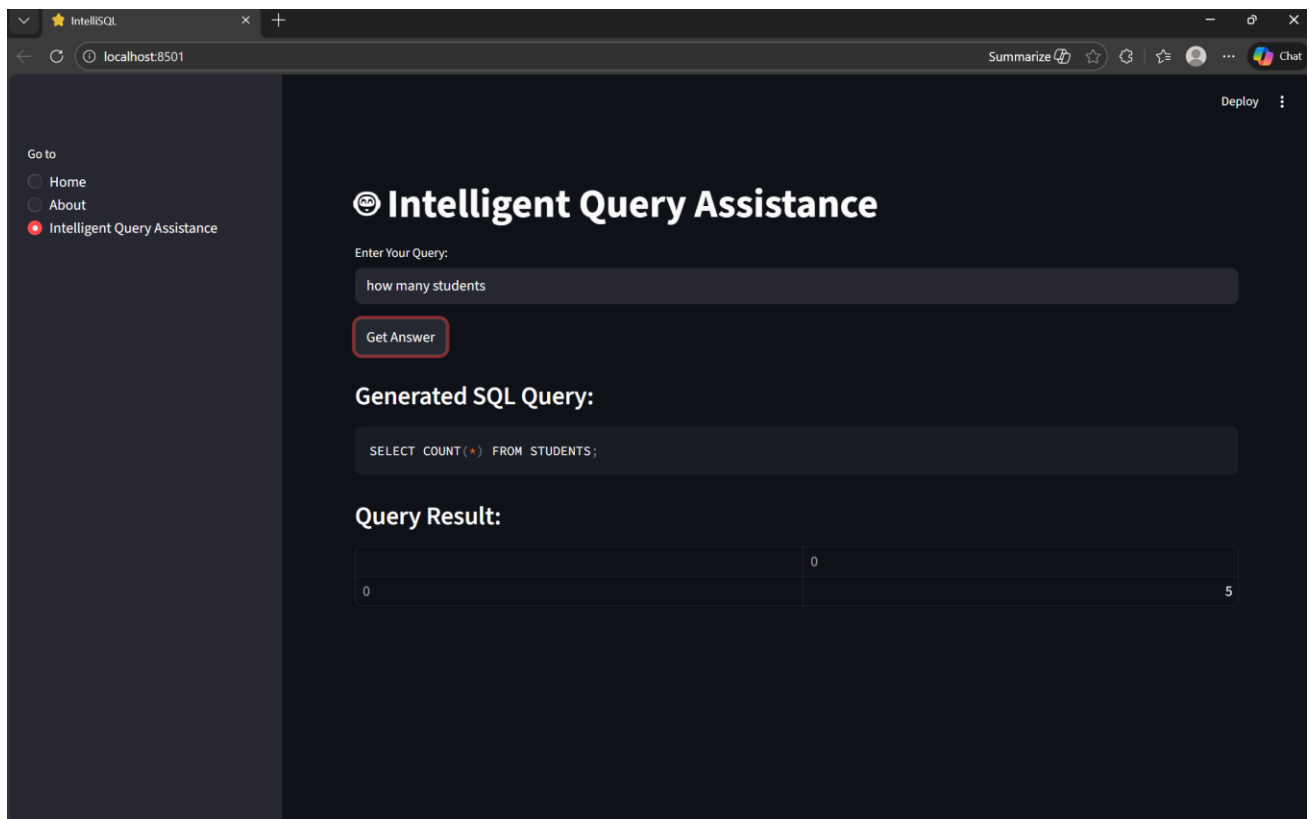 IntelliSQL
localhost:8501
Summarize
Chat
Deploy
Go to
Home
About
Intelligent Query Assistance
Intelligent Query Assistance
Enter Your Query:
how many students
Get Answer
Generated SQL Query:
SELECT COUNT(*) FROM STUDENTS;
Query Result:
0
0 5